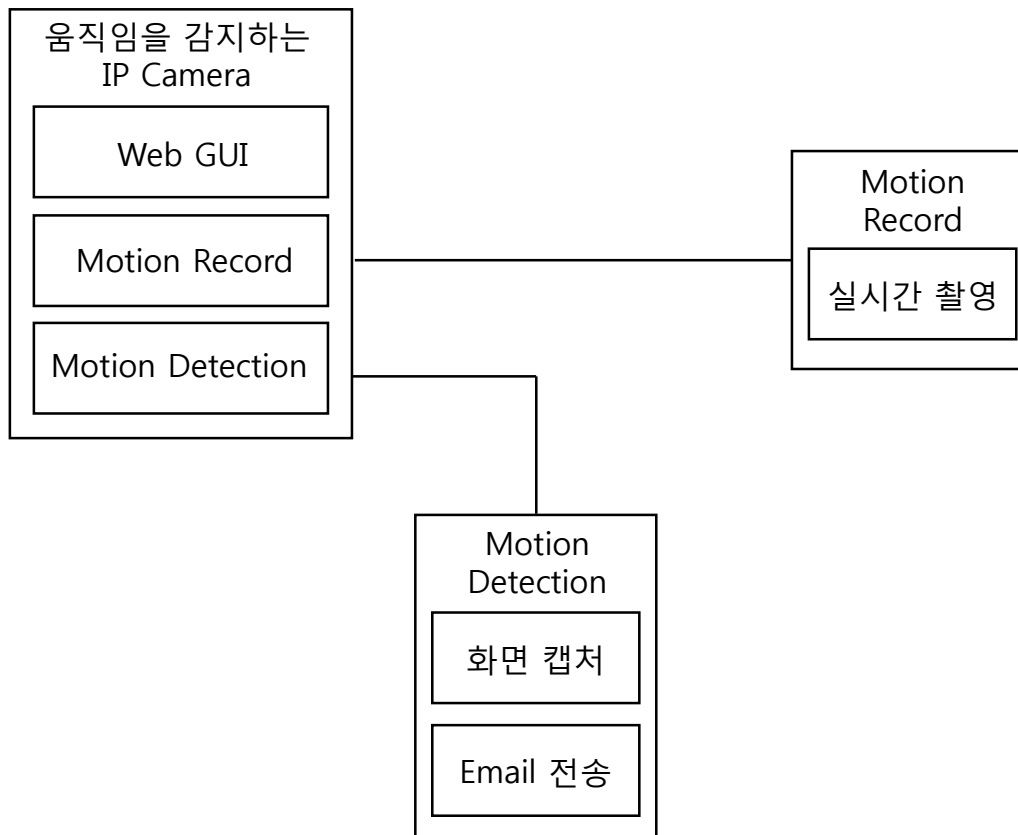 움직임을 감지하는
IP Camera
Web GUI
Motion Record
Motion Detection
Motion
Record
실시간 촬영
Motion
Detection
화면 캡처
Email 전송